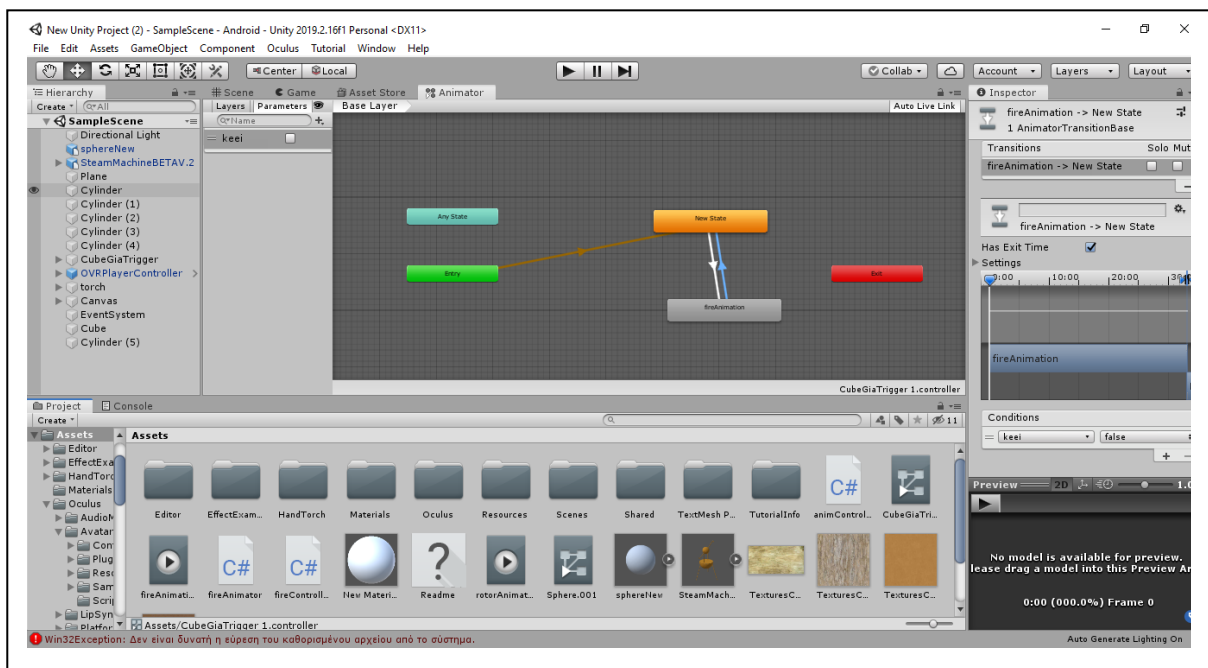 New Unity Project (2) - SampleScene - Android - Unity 2019.2.16f1 Personal <DX11>
File Edit Assets GameObject Component Oculus Tutorial Window Help
Center Local Collab Account Layers Layout
Hierarchy
Create All
SampleScene
Directional Light
sphereNew
SteamMachineBETAV.2
Plane
Cylinder
Cylinder (1)
Cylinder (2)
Cylinder (3)
Cylinder (4)
CubeGiaTrigger
OVRPlayerController
torch
Canvas
EventSystem
Cube
Cylinder (5)
Scene Game Asset Store Animator
Layers Parameters Base Layer Auto Live Link
Name
keei
Any State
New State
Entry
Exit
fireAnimation
CubeGiaTrigger 1.controller
Inspector
fireAnimation -> New State
1 AnimatorTransitionBase
Transitions Solo Mut
fireAnimation -> New State
fireAnimation -> New State
Has Exit Time
Settings
0:00 10:00 20:00
fireAnimation
Conditions
keei false
Preview 2D 1.0
No model is available for preview.
lease drag a model into this Preview Ar
0:00 (000.0%) Frame 0
Project Console
Create 11
Assets
Editor
EffectExa
HandTorc
Materials
Oculus
Avatar
Plug
Sam
Scrip
LipSyn
Platfor
Assets
Editor EffectExam... HandTorch Materials Oculus Resources Scenes Shared TextMesh P... TutorialInfo animControl... CubeGiaTri...
fireAnimati... fireAnimator fireControll... New Materi... Readme rotorAnimat... Sphere.001 sphereNew SteamMach... TexturesC... TexturesC... TexturesC...
Assets/CubeGiaTrigger 1.controller
Win32Exception: Δεν είναι δυνατή η εύρεση του καθορισμένου αρχείου από το σύστημα.
Auto Generate Lighting On